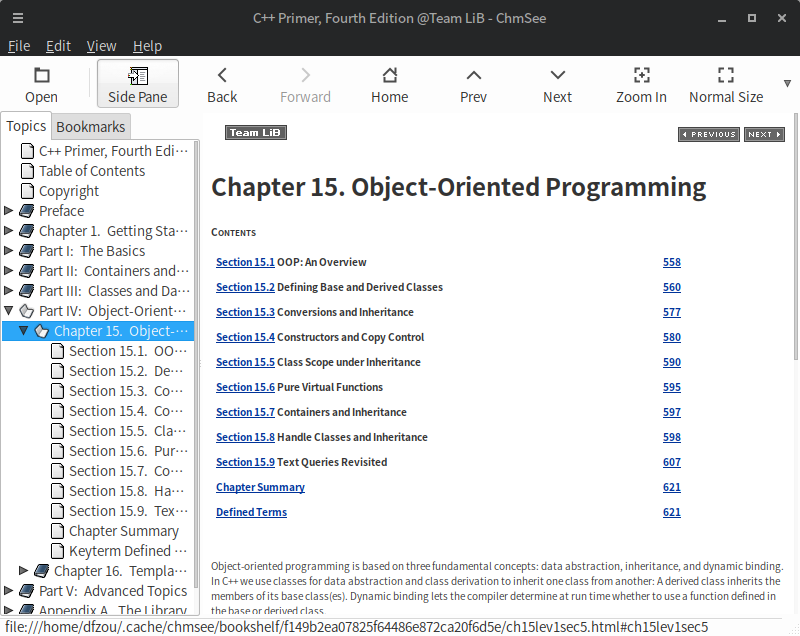 C++ Primer, Fourth Edition @Team LiB - ChmSee
File Edit View Help
Open Side Pane Back Forward Home Prev Next Zoom In Normal Size
Topics Bookmarks
C++ Primer, Fourth Edi···
Table of Contents
Copyright
Preface
Chapter 1. Getting Sta···
Part I: The Basics
Part II: Containers and···
Part III: Classes and Da···
Part IV: Object-Orient···
Chapter 15. Object-···
Section 15.1. OO···
Section 15.2. De···
Section 15.3. Co···
Section 15.4. Co···
Section 15.5. Cla···
Section 15.6. Pur···
Section 15.7. Co···
Section 15.8. Ha···
Section 15.9. Tex···
Chapter Summary
Keyterm Defined ···
Chapter 16. Templa···
Part V: Advanced Topics
Appendix A. The Library
Team LiB
PREVIOUS NEXT
Chapter 15. Object-Oriented Programming
CONTENTS
Section 15.1 OOP: An Overview 558
Section 15.2 Defining Base and Derived Classes 560
Section 15.3 Conversions and Inheritance 577
Section 15.4 Constructors and Copy Control 580
Section 15.5 Class Scope under Inheritance 590
Section 15.6 Pure Virtual Functions 595
Section 15.7 Containers and Inheritance 597
Section 15.8 Handle Classes and Inheritance 598
Section 15.9 Text Queries Revisited 607
Chapter Summary 621
Defined Terms 621
Object-oriented programming is based on three fundamental concepts: data abstraction, inheritance, and dynamic binding.
In C++ we use classes for data abstraction and class derivation to inherit one class from another: A derived class inherits the
members of its base class(es). Dynamic binding lets the compiler determine at run time whether to use a function defined in
the base or derived class.
file:///home/dfzou/.cache/chmsee/bookshelf/f149b2ea07825f64486e872ca20f6d5e/ch15lev1sec5.html#ch15lev1sec5